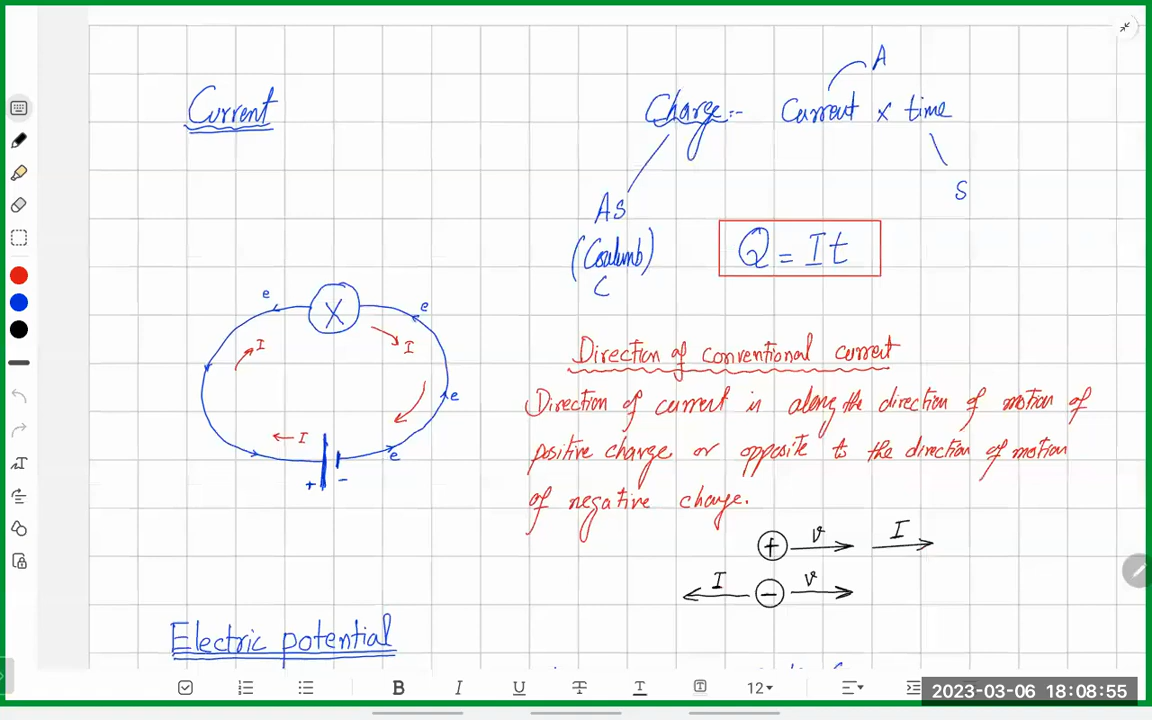 Current
Charge:- Current × time
A
S
As
(Coulumb)
C
Q = It
e
X
e
I
I
e
I
e
+ -
Direction of conventional current
Direction of current is along the direction of motion of
positive charge or opposite to the direction of motion
of negative charge.
+ v I
I - v
Electric potential
B I U T T 12
2023-03-06 18:08:55